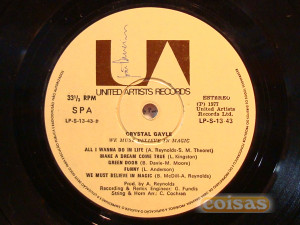 UA
UNITED ARTISTS RECORDS
33⅓ RPM
SPA
LP-S-13-43-B
ESTEREO
(P) 1977
United Artists
Records Ltd.
LP-S-13 43
CRYSTAL GAYLE
WE MUST BELIEVE IN MAGIC
ALL I WANNA DO IN LIFE (A. Reynolds-S. M. Theoret)
MAKE A DREAM COME TRUE (L. Kingston)
GREEN DOOR (B. Davie-M. Moore)
FUNNY (L. Anderson)
WE MUST BELIEVE IN MAGIC (B. McDill-A. Reynolds)
Prod. by A. Reynolds
Recording & Remix Engineer: G. Fundis
String & Horn Arr.: C. Cochran
coisas